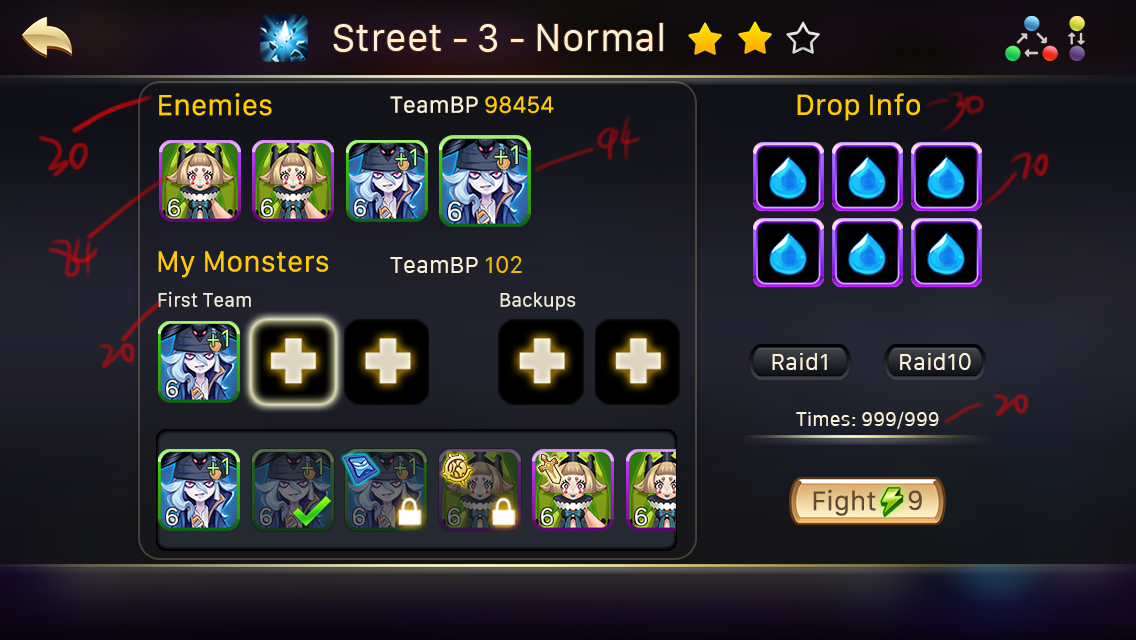 Street - 3 - Normal
Enemies
TeamBP 98454
Drop Info
30
30
94
+1
+1
70
6
6
6
6
84
My Monsters
TeamBP 102
First Team
Backups
20
+1
6
Raid1
Raid10
Times: 999/999
20
+1
+1
+1
6
6
6
6
6
6
Fight 9